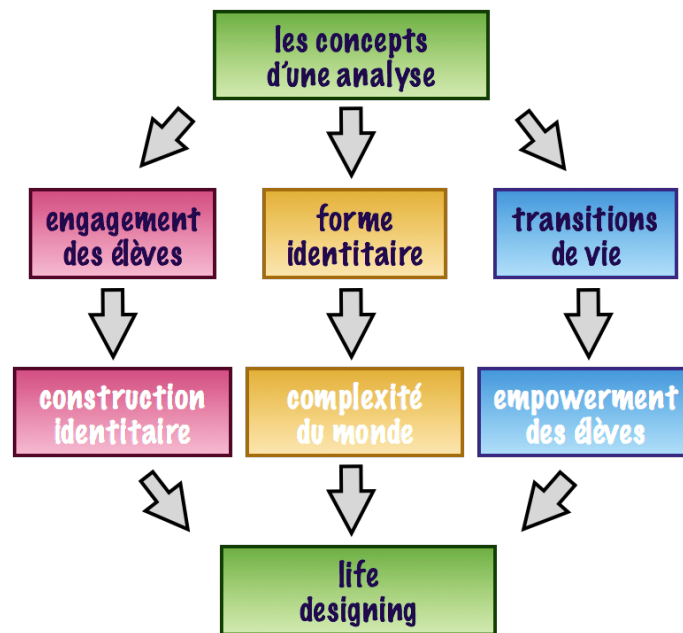 les concepts
d'une analyse
engagement
des élèves
forme
identitaire
transitions
de vie
construction
identitaire
complexité
du monde
empowerment
des élèves
life
designing